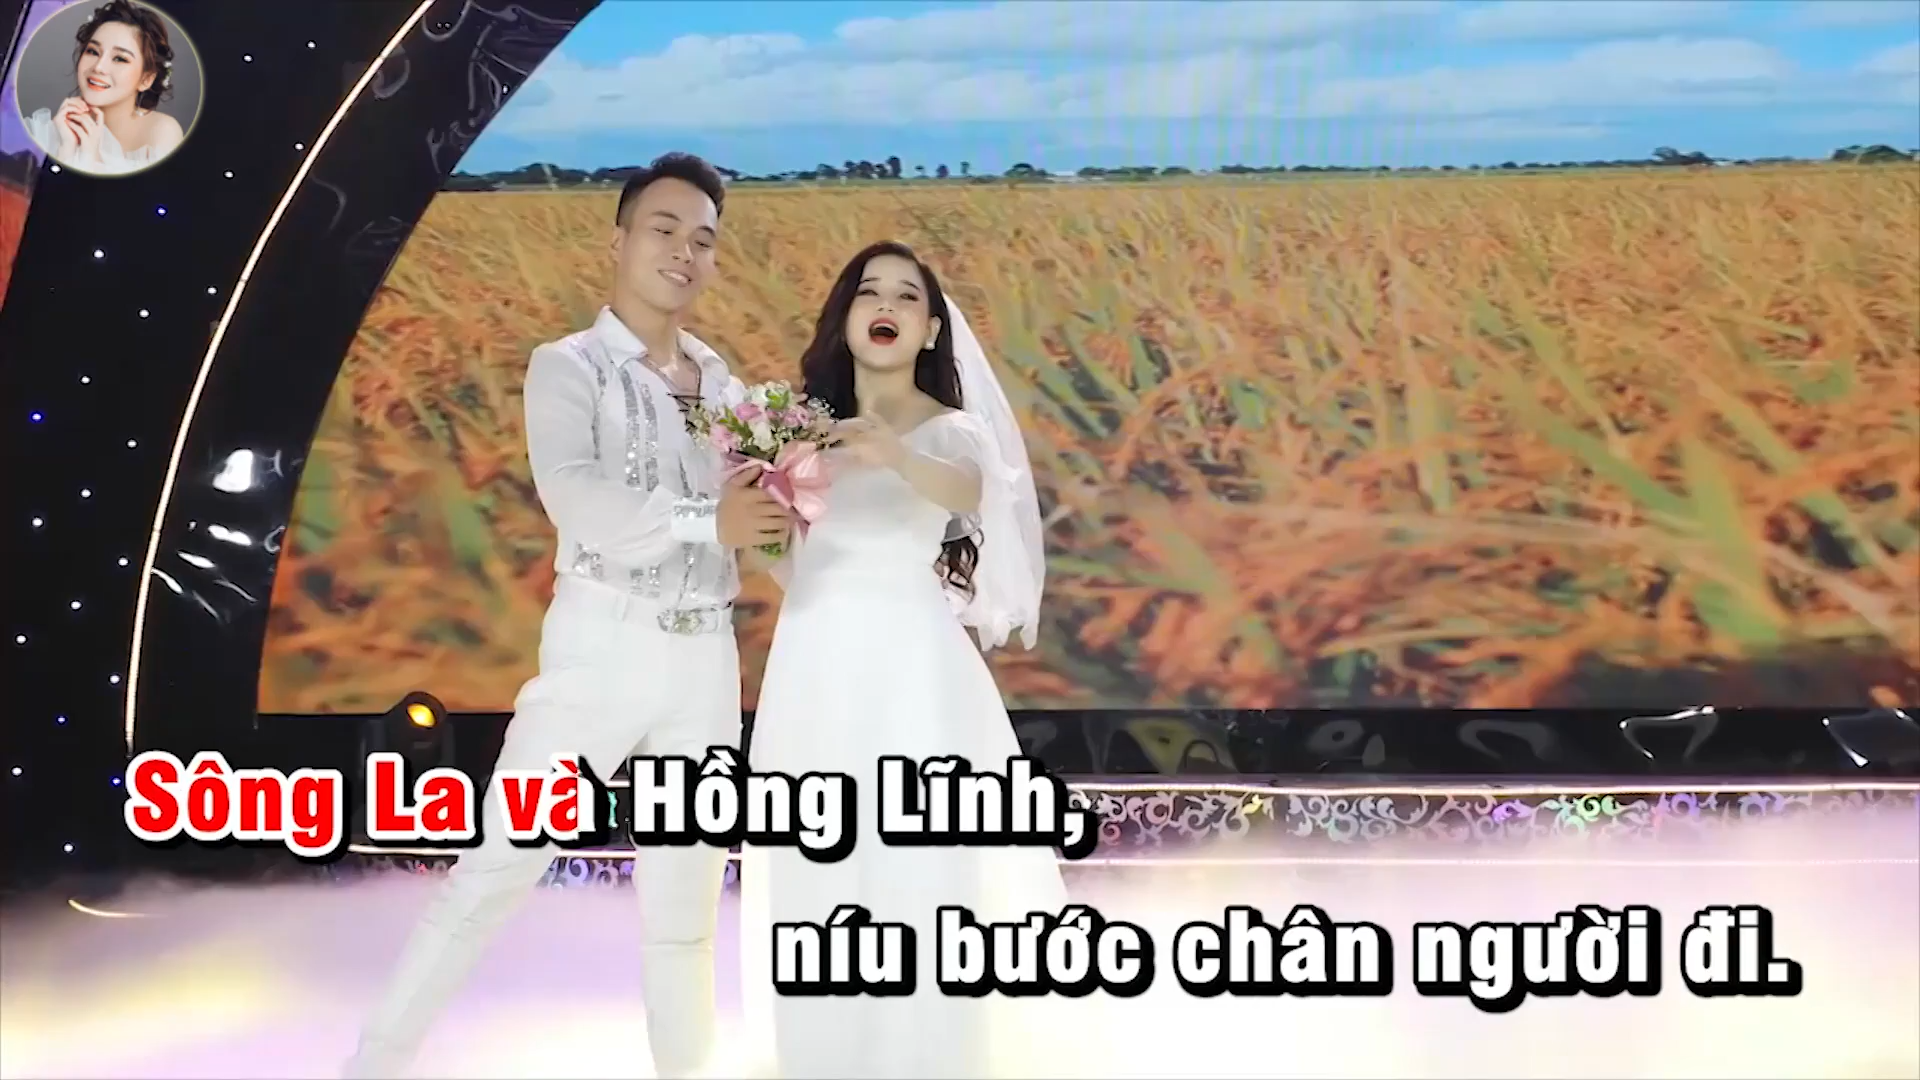 Sông La và Hồng Lĩnh,
níu bước chân người đi.